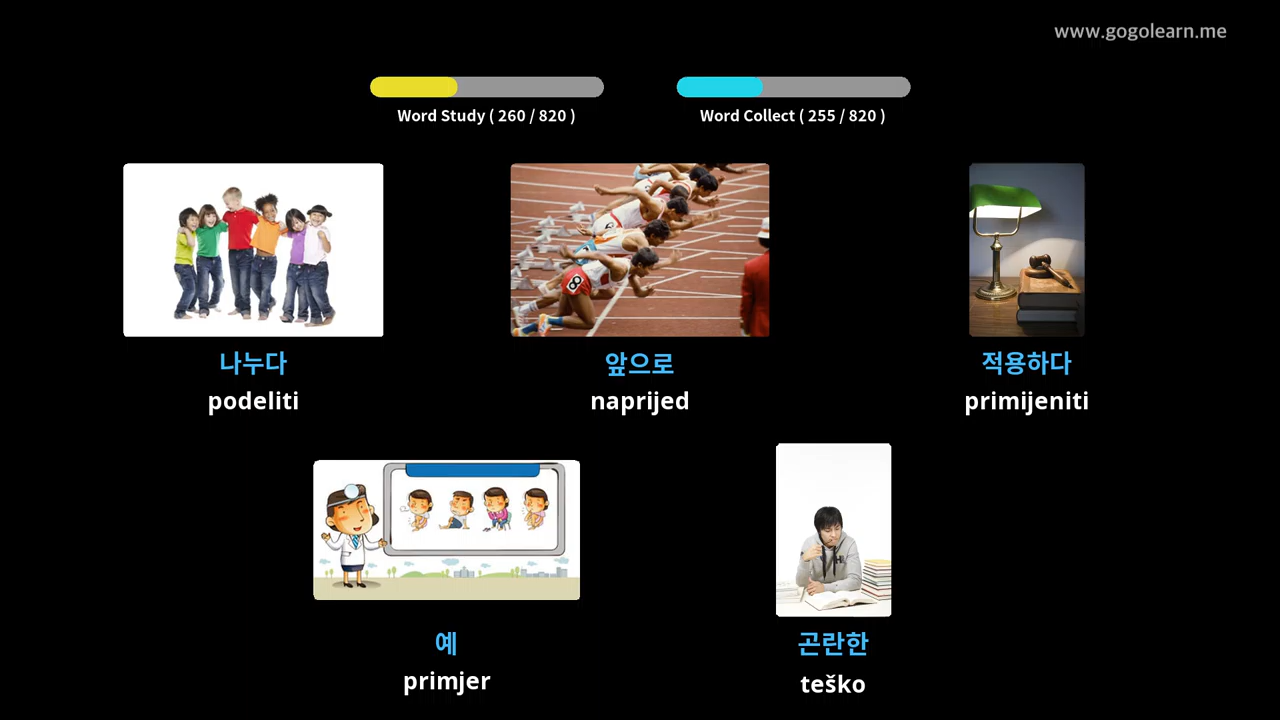 www.gogolearn.me
Word Study ( 260 / 820 )
Word Collect ( 255 / 820 )
나누다
podeliti
앞으로
naprijed
적용하다
primijeniti
예
primjer
곤란한
teško